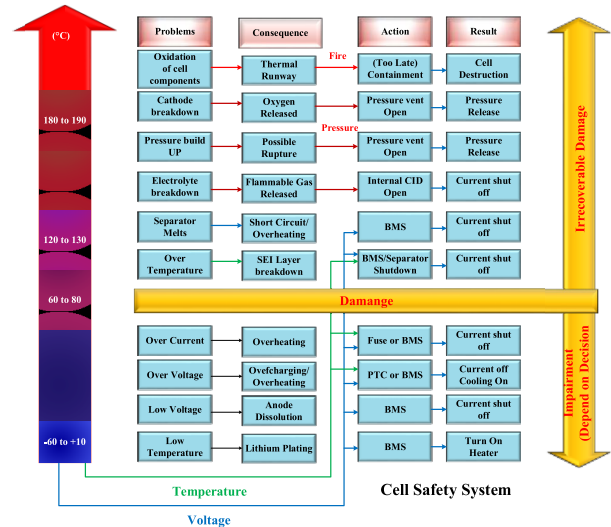 (°C)
Problems Consequence Action Result
Oxidation of cell components
Thermal Runway
Fire
(Too Late) Containment
Cell Destruction
Cathode breakdown
Oxygen Released
Pressure vent Open
Pressure Release
180 to 190
Pressure build UP
Possible Rupture
Pressure
Pressure vent Open
Pressure Release
Electrolyte breakdown
Flammable Gas Released
Internal CID Open
Current shut off
Separator Melts
Short Circuit/ Overheating
BMS
Current shut off
120 to 130
Over Temperature
SEI Layer breakdown
BMS/Separator Shutdown
Current shut off
60 to 80
Damange
Over Current
Overheating
Fuse or BMS
Current shut off
Over Voltage
Ovefcharging/ Overheating
PTC or BMS
Current off Cooling On
Low Voltage
Anode Dissolution
BMS
Current shut off
-60 to +10
Low Temperature
Lithium Plating
BMS
Turn On Heater
Irrecoverable Damage
Impairment
(Depend on Decision
Temperature
Cell Safety System
Voltage